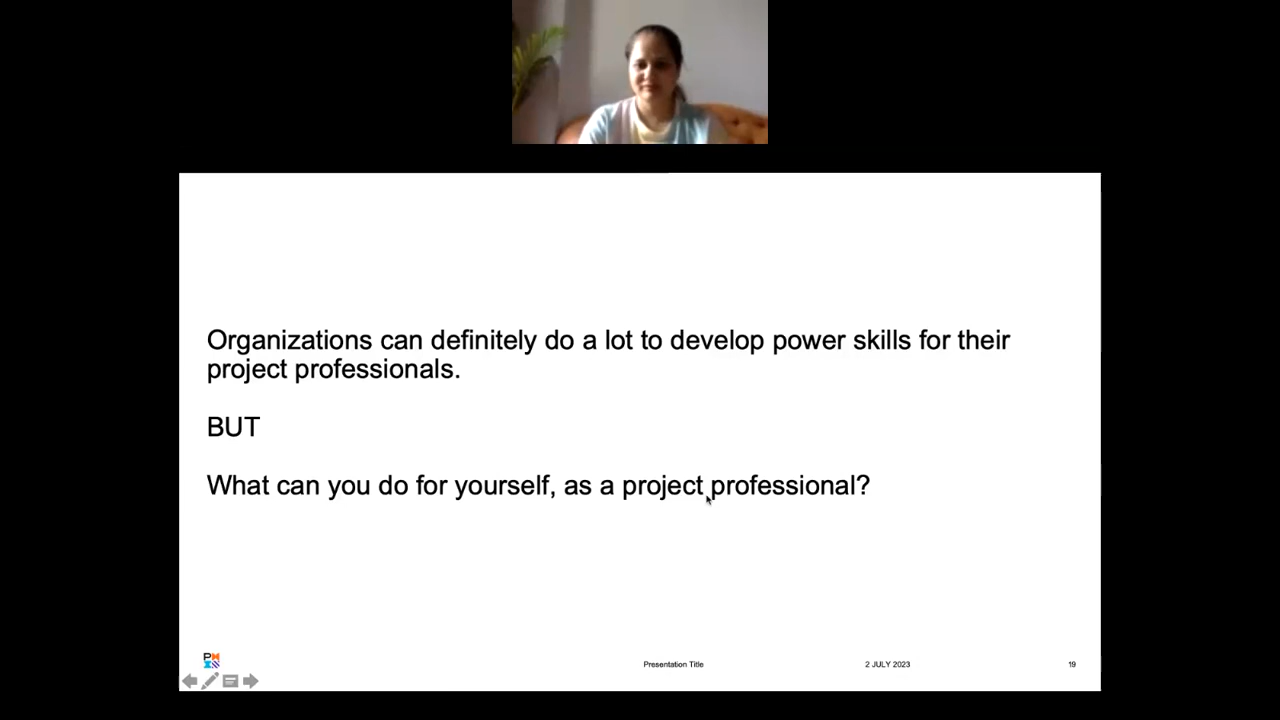 Organizations can definitely do a lot to develop power skills for their
project professionals.
BUT
What can you do for yourself, as a project professional?
Presentation Title
2 JULY 2023
19